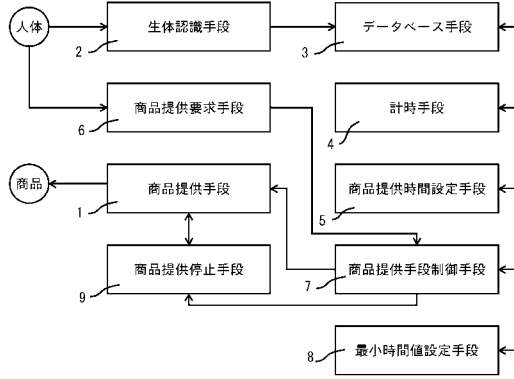 人体
生体認識手段
2
データベース手段
3
商品提供要求手段
6
計時手段
4
商品
商品提供手段
1
商品提供時間設定手段
5
商品提供停止手段
9
商品提供手段制御手段
7
最小時間値設定手段
8